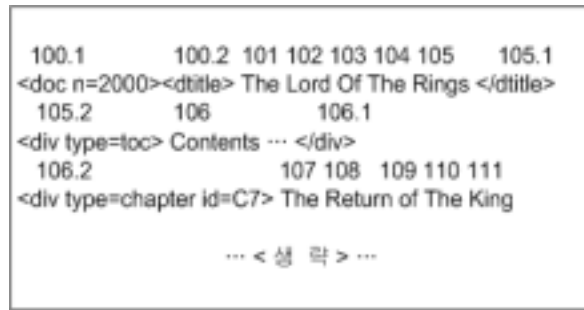 100.1 100.2 101 102 103 104 105 105.1
<doc n=2000><dtitle> The Lord Of The Rings </dtitle>
105.2 106 106.1
<div type=toc> Contents ··· </div>
106.2 107 108 109 110 111
<div type=chapter id=C7> The Return of The King
··· < 생 략 > ···